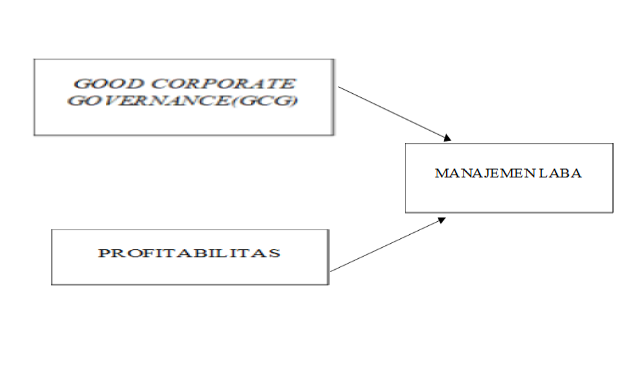 GOOD CORPORATE
GOVERNANCE(GCG)
MANAJEMEN LABA
PROFITABILITAS